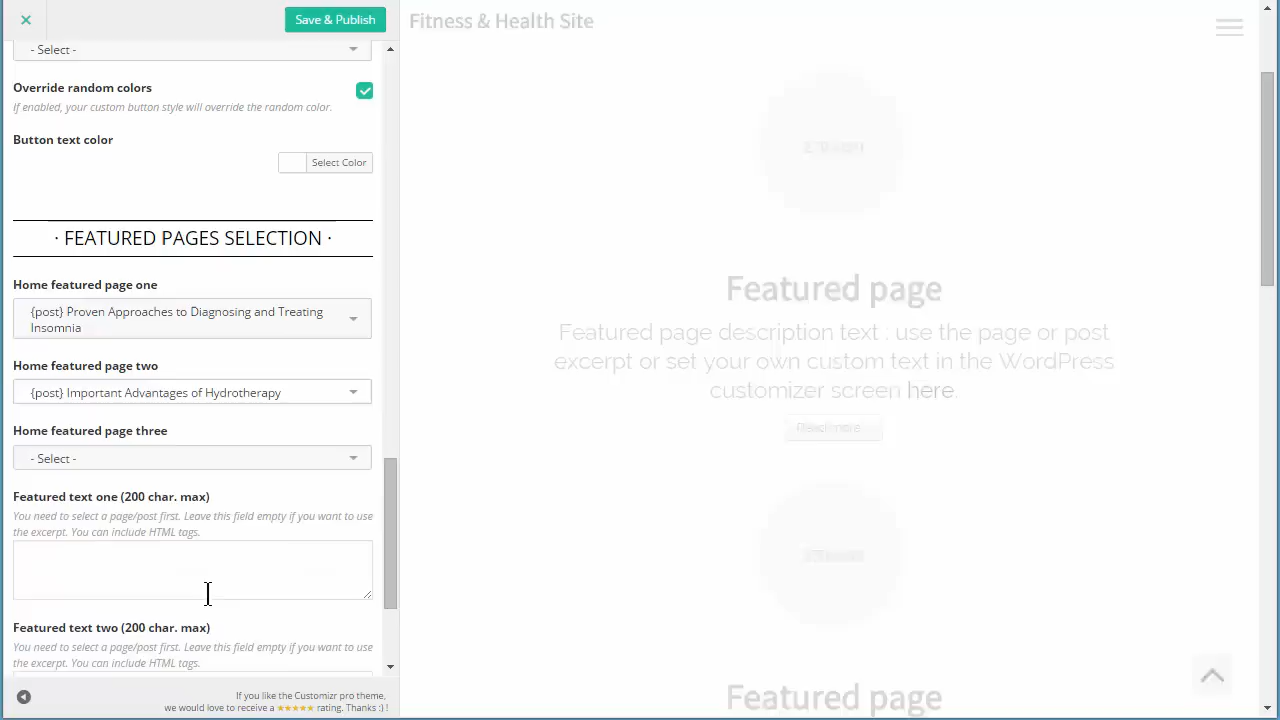 Save & Publish
- Select -
Override random colors
If enabled, your custom button style will override the random color.
Button text color
Select Color
· FEATURED PAGES SELECTION ·
Home featured page one
{post} Proven Approaches to Diagnosing and Treating
Insomnia
Home featured page two
{post} Important Advantages of Hydrotherapy
Home featured page three
- Select -
Featured text one (200 char. max)
You need to select a page/post first. Leave this field empty if you want to use
the excerpt. You can include HTML tags.
Featured text two (200 char. max)
You need to select a page/post first. Leave this field empty if you want to use
the excerpt. You can include HTML tags.
If you like the Customizr pro theme,
we would love to receive a ★★★★★ rating. Thanks :) !
Fitness & Health Site
Featured page
Featured page description text : use the page or post
excerpt or set your own custom text in the WordPress
customizer screen here.
Read more
Featured page